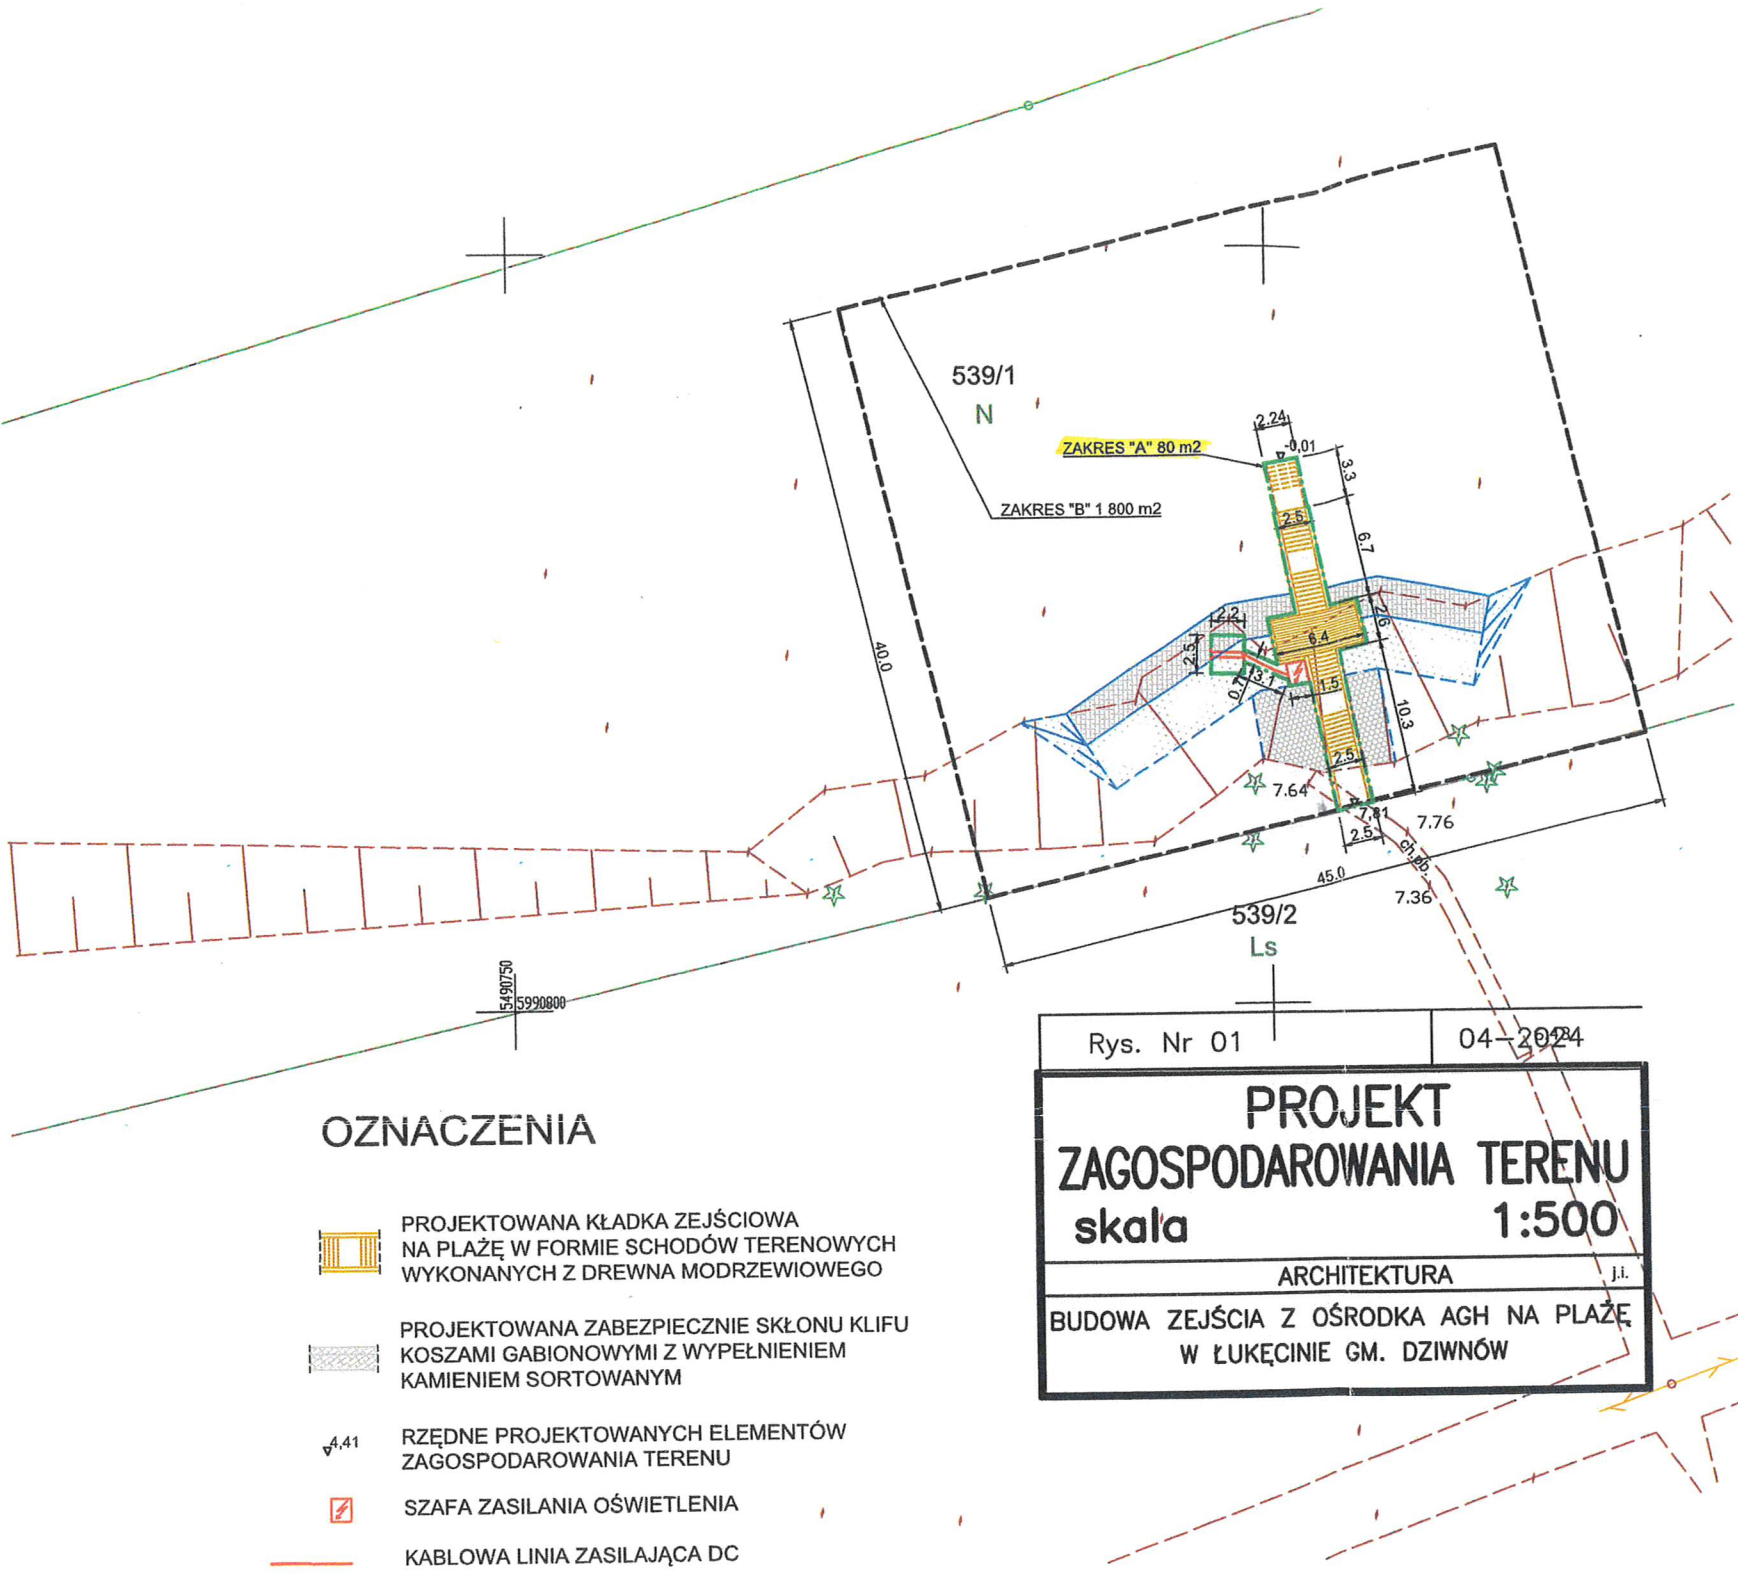 539/1
N
ZAKRES "A" 80 m2
ZAKRES "B" 1 800 m2
2.24
-0,01
3.3
2.5
6.7
2.6
2.2
6.4
2.5
3.1
0.7
1.5
10.3
2.5
40.0
7.64
7,81
7.76
2.5
ch.pb.
45.0
7.36
539/2
Ls
5490750
5990800
Rys. Nr 01
04-2024
PROJEKT
ZAGOSPODAROWANIA TERENU
skala 1:500
ARCHITEKTURA
j.i.
BUDOWA ZEJŚCIA Z OŚRODKA AGH NA PLAŻĘ
W ŁUKĘCINIE GM. DZIWNÓW
OZNACZENIA
PROJEKTOWANA KŁADKA ZEJŚCIOWA
NA PLAŻĘ W FORMIE SCHODÓW TERENOWYCH
WYKONANYCH Z DREWNA MODRZEWIOWEGO
PROJEKTOWANA ZABEZPIECZNIE SKŁONU KLIFU
KOSZAMI GABIONOWYMI Z WYPEŁNIENIEM
KAMIENIEM SORTOWANYM
4,41
RZĘDNE PROJEKTOWANYCH ELEMENTÓW
ZAGOSPODAROWANIA TERENU
SZAFA ZASILANIA OŚWIETLENIA
KABLOWA LINIA ZASILAJĄCA DC